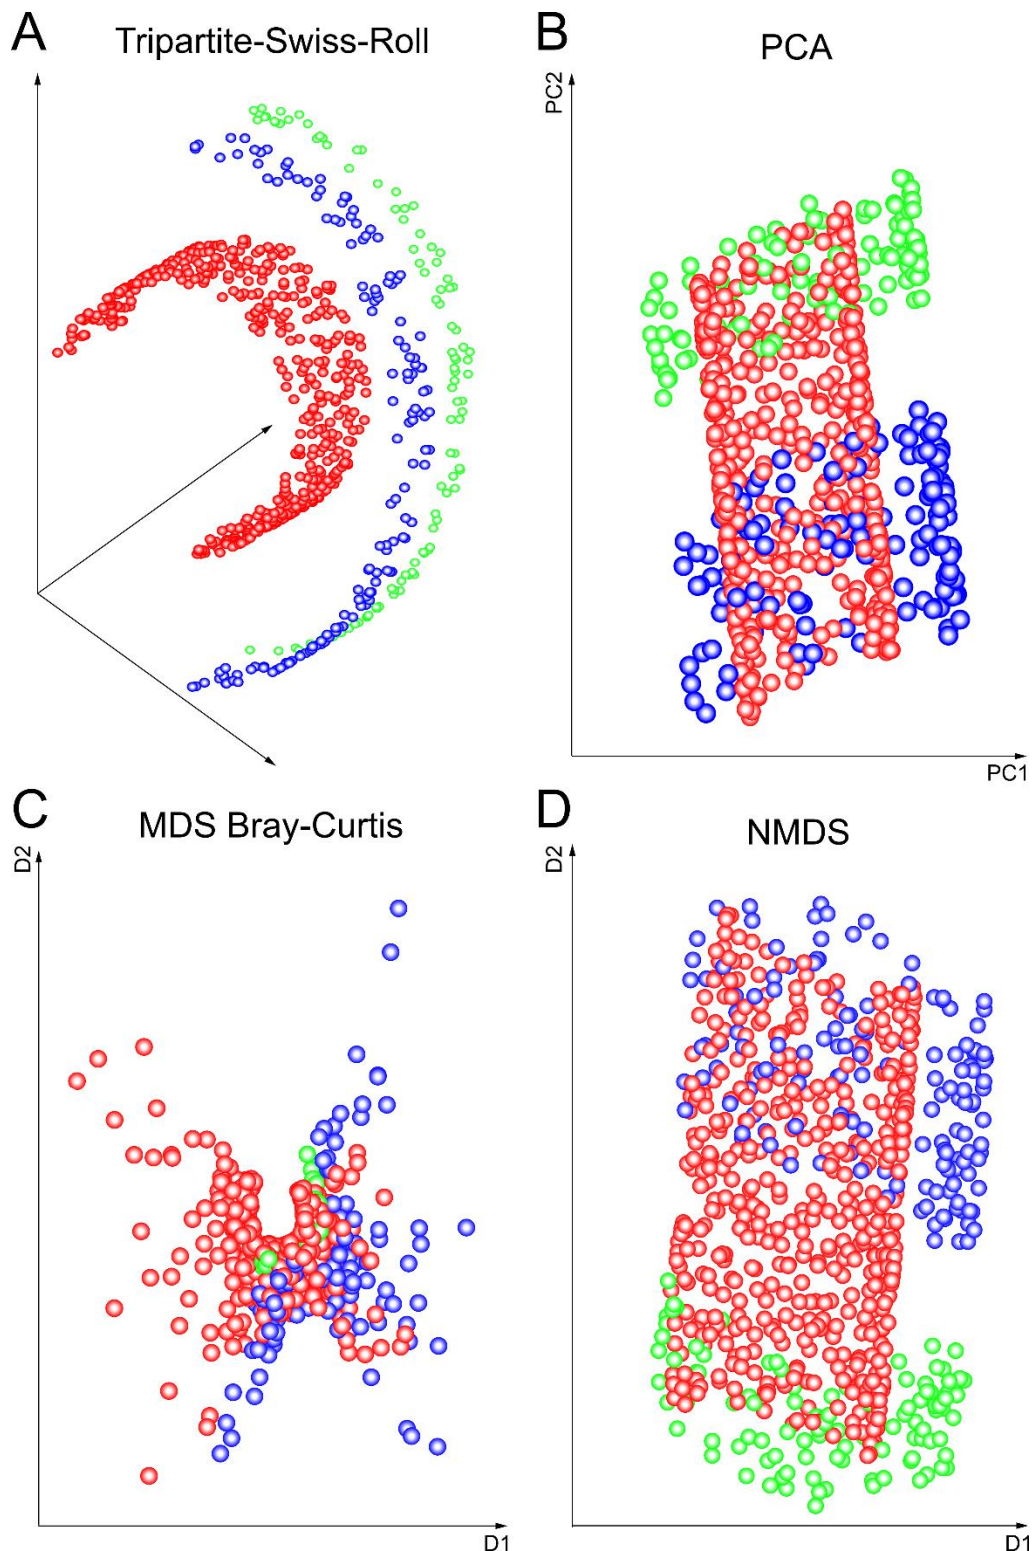 A
Tripartite-Swiss-Roll
B
PCA
PC2
PC1
C
MDS Bray-Curtis
D2
D1
D
NMDS
D2
D1